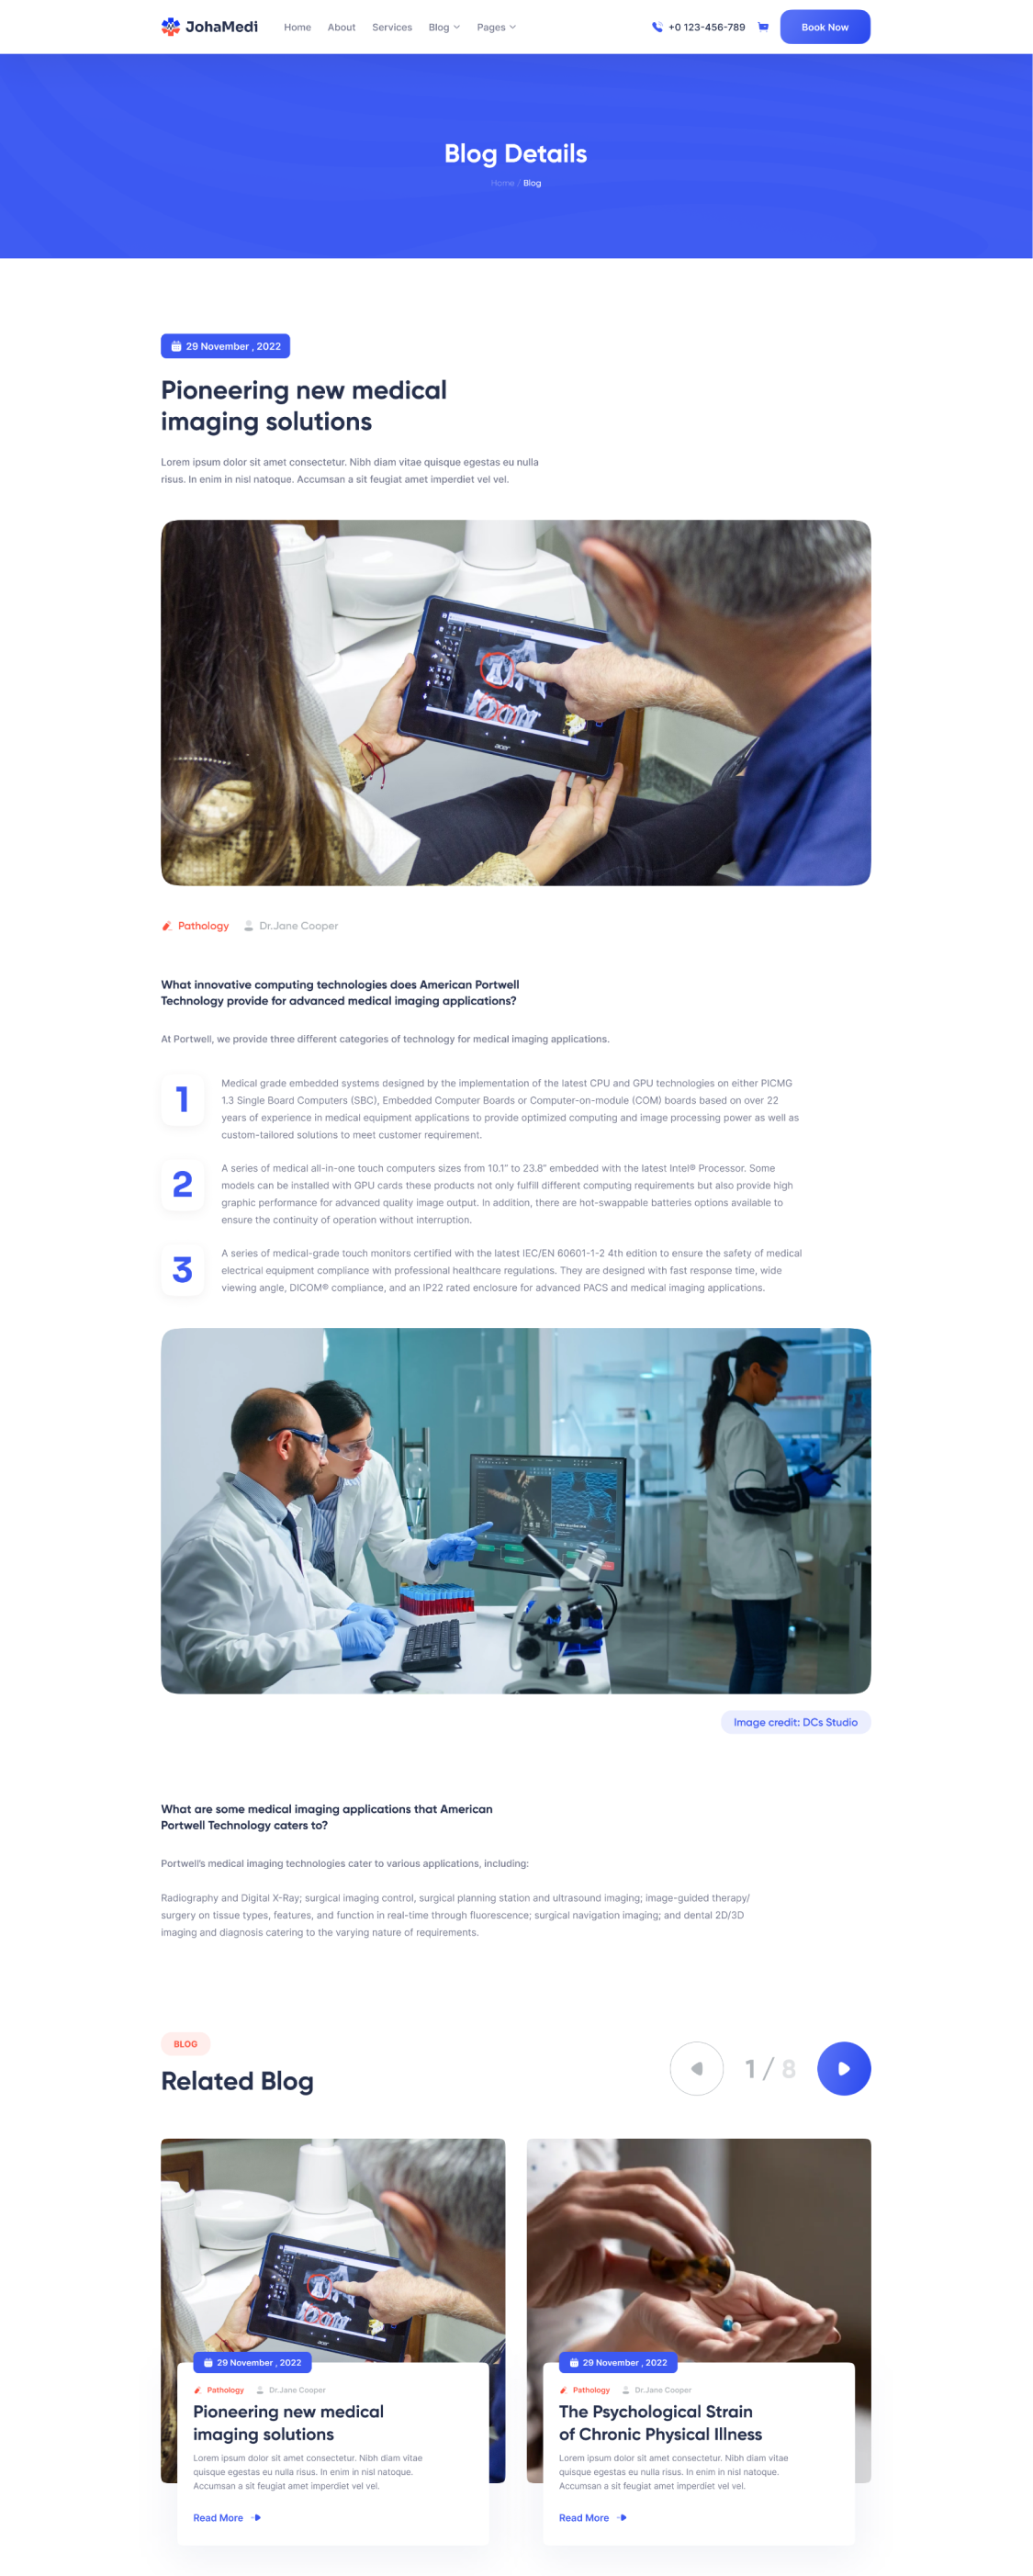 JohaMedi
Home About Services Blog Pages
+0 123-456-789
Book Now
Blog Details
Home / Blog
29 November , 2022
Pioneering new medical
imaging solutions
Lorem ipsum dolor sit amet consectetur. Nibh diam vitae quisque egestas eu nulla
risus. In enim in nisl natoque. Accumsan a sit feugiat amet imperdiet vel vel.
acer
Pathology Dr.Jane Cooper
What innovative computing technologies does American Portwell
Technology provide for advanced medical imaging applications?
At Portwell, we provide three different categories of technology for medical imaging applications.
1
Medical grade embedded systems designed by the implementation of the latest CPU and GPU technologies on either PICMG
1.3 Single Board Computers (SBC), Embedded Computer Boards or Computer-on-module (COM) boards based on over 22
years of experience in medical equipment applications to provide optimized computing and image processing power as well as
custom-tailored solutions to meet customer requirement.
2
A series of medical all-in-one touch computers sizes from 10.1" to 23.8" embedded with the latest Intel® Processor. Some
models can be installed with GPU cards these products not only fulfill different computing requirements but also provide high
graphic performance for advanced quality image output. In addition, there are hot-swappable batteries options available to
ensure the continuity of operation without interruption.
3
A series of medical-grade touch monitors certified with the latest IEC/EN 60601-1-2 4th edition to ensure the safety of medical
electrical equipment compliance with professional healthcare regulations. They are designed with fast response time, wide
viewing angle, DICOM® compliance, and an IP22 rated enclosure for advanced PACS and medical imaging applications.
Image credit: DCs Studio
What are some medical imaging applications that American
Portwell Technology caters to?
Portwell's medical imaging technologies cater to various applications, including:
Radiography and Digital X-Ray; surgical imaging control, surgical planning station and ultrasound imaging; image-guided therapy/
surgery on tissue types, features, and function in real-time through fluorescence; surgical navigation imaging; and dental 2D/3D
imaging and diagnosis catering to the varying nature of requirements.
BLOG
Related Blog
1 / 8
acer
29 November , 2022
Pathology Dr.Jane Cooper
Pioneering new medical
imaging solutions
Lorem ipsum dolor sit amet consectetur. Nibh diam vitae
quisque egestas eu nulla risus. In enim in nisl natoque.
Accumsan a sit feugiat amet imperdiet vel vel.
Read More
29 November , 2022
Pathology Dr.Jane Cooper
The Psychological Strain
of Chronic Physical Illness
Lorem ipsum dolor sit amet consectetur. Nibh diam vitae
quisque egestas eu nulla risus. In enim in nisl natoque.
Accumsan a sit feugiat amet imperdiet vel vel.
Read More